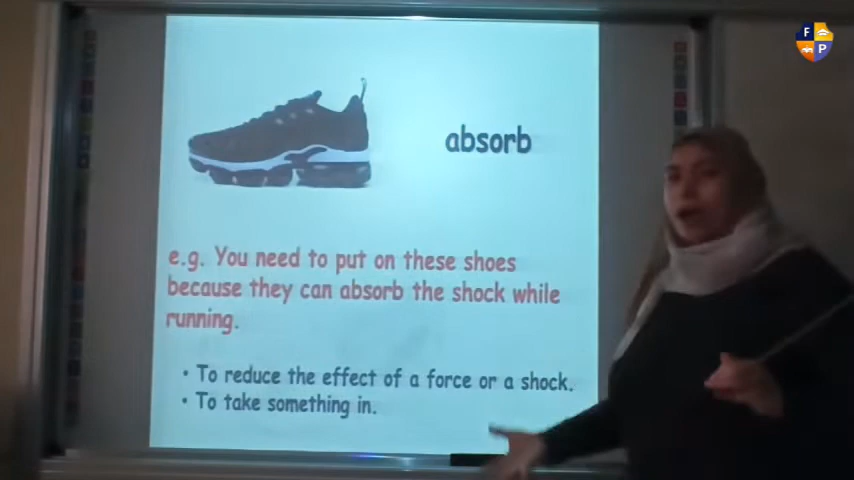 F
P
absorb
e.g. You need to put on these shoes
because they can absorb the shock while
running.
• To reduce the effect of a force or a shock.
• To take something in.